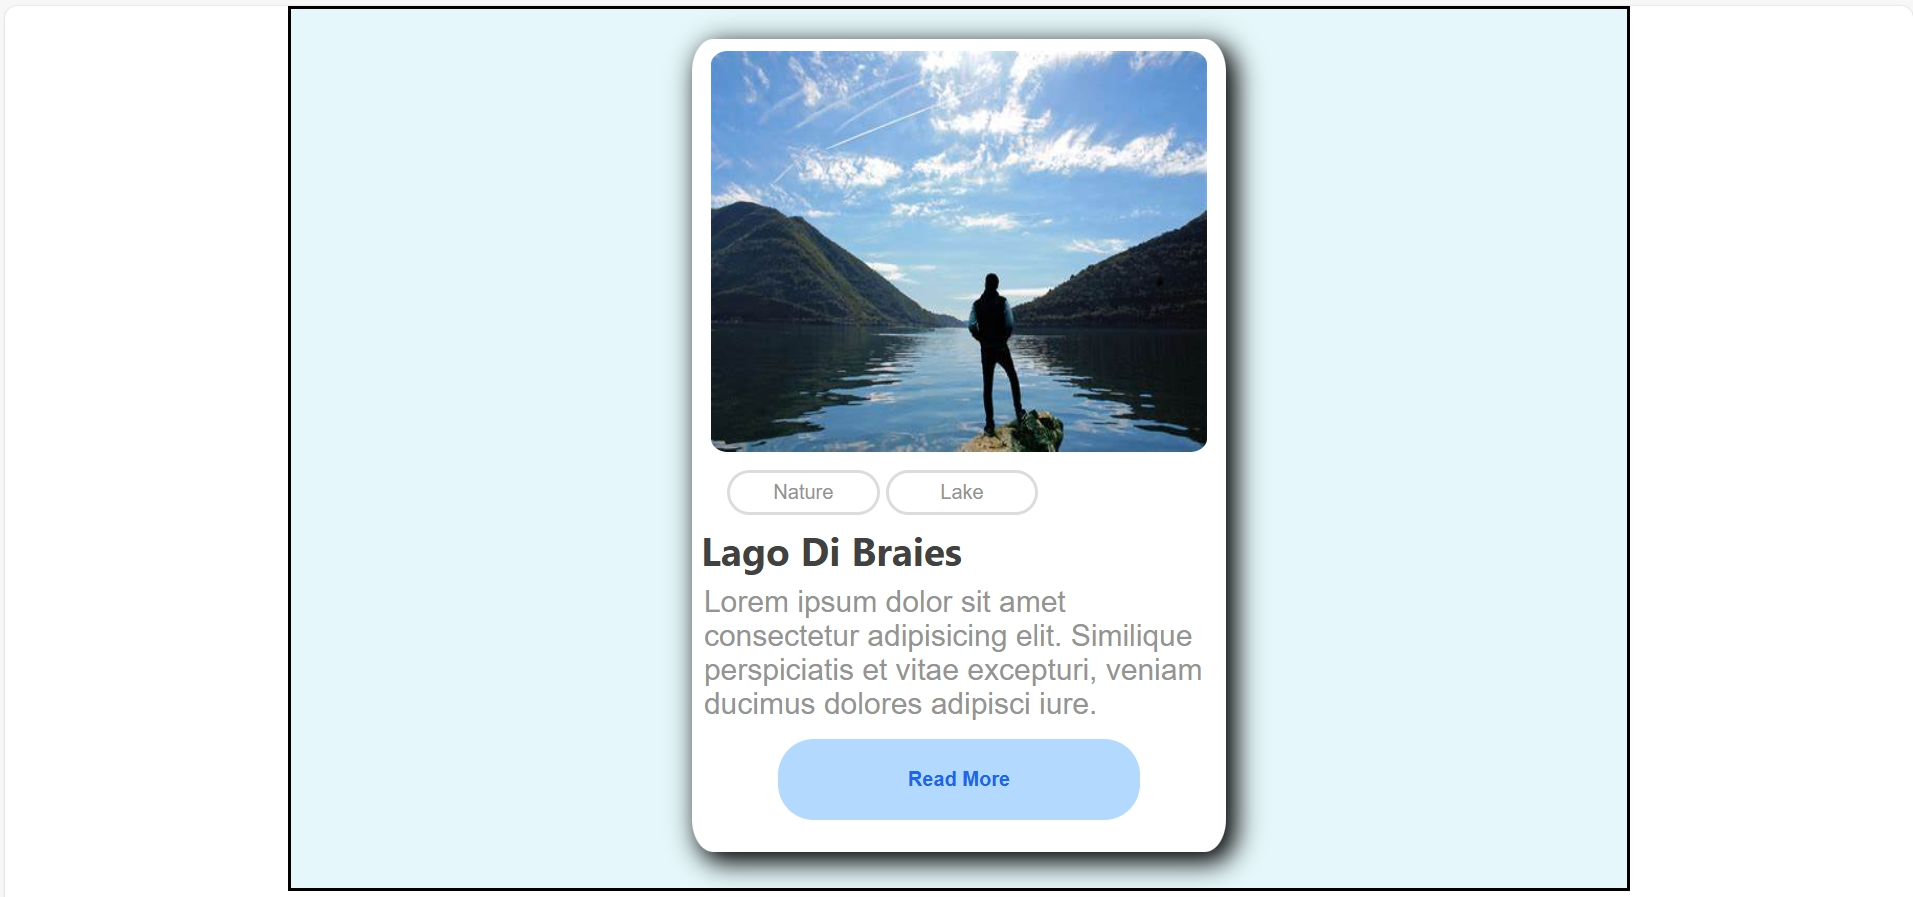 Nature Lake
Lago Di Braies
Lorem ipsum dolor sit amet
consectetur adipisicing elit. Similique
perspiciatis et vitae excepturi, veniam
ducimus dolores adipisci iure.
Read More